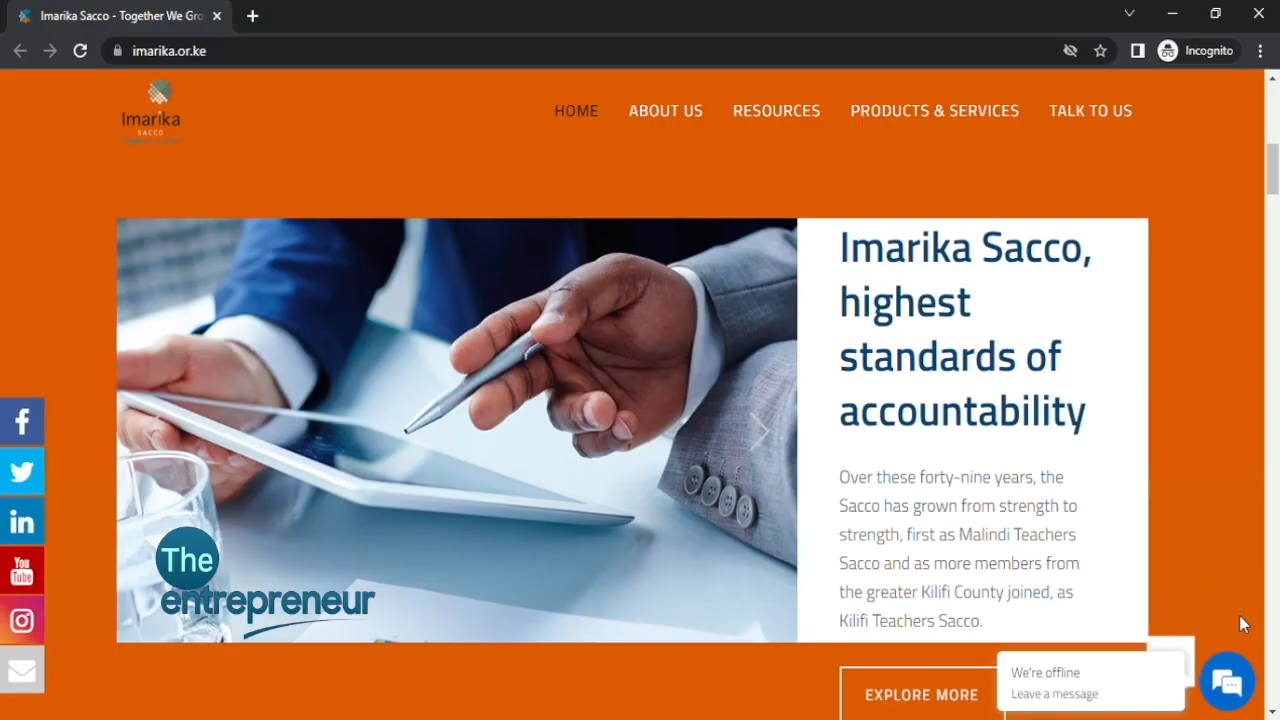 Imarika Sacco - Together We Gro
imarika.or.ke
Incognito
Imarika
SACCO
HOME
ABOUT US
RESOURCES
PRODUCTS & SERVICES
TALK TO US
Imarika Sacco,
highest
standards of
accountability
Over these forty-nine years, the
Sacco has grown from strength to
strength, first as Malindi Teachers
Sacco and as more members from
the greater Kilifi County joined, as
Kilifi Teachers Sacco.
The
entrepreneur
You
Tube
EXPLORE MORE
We're offline
Leave a message